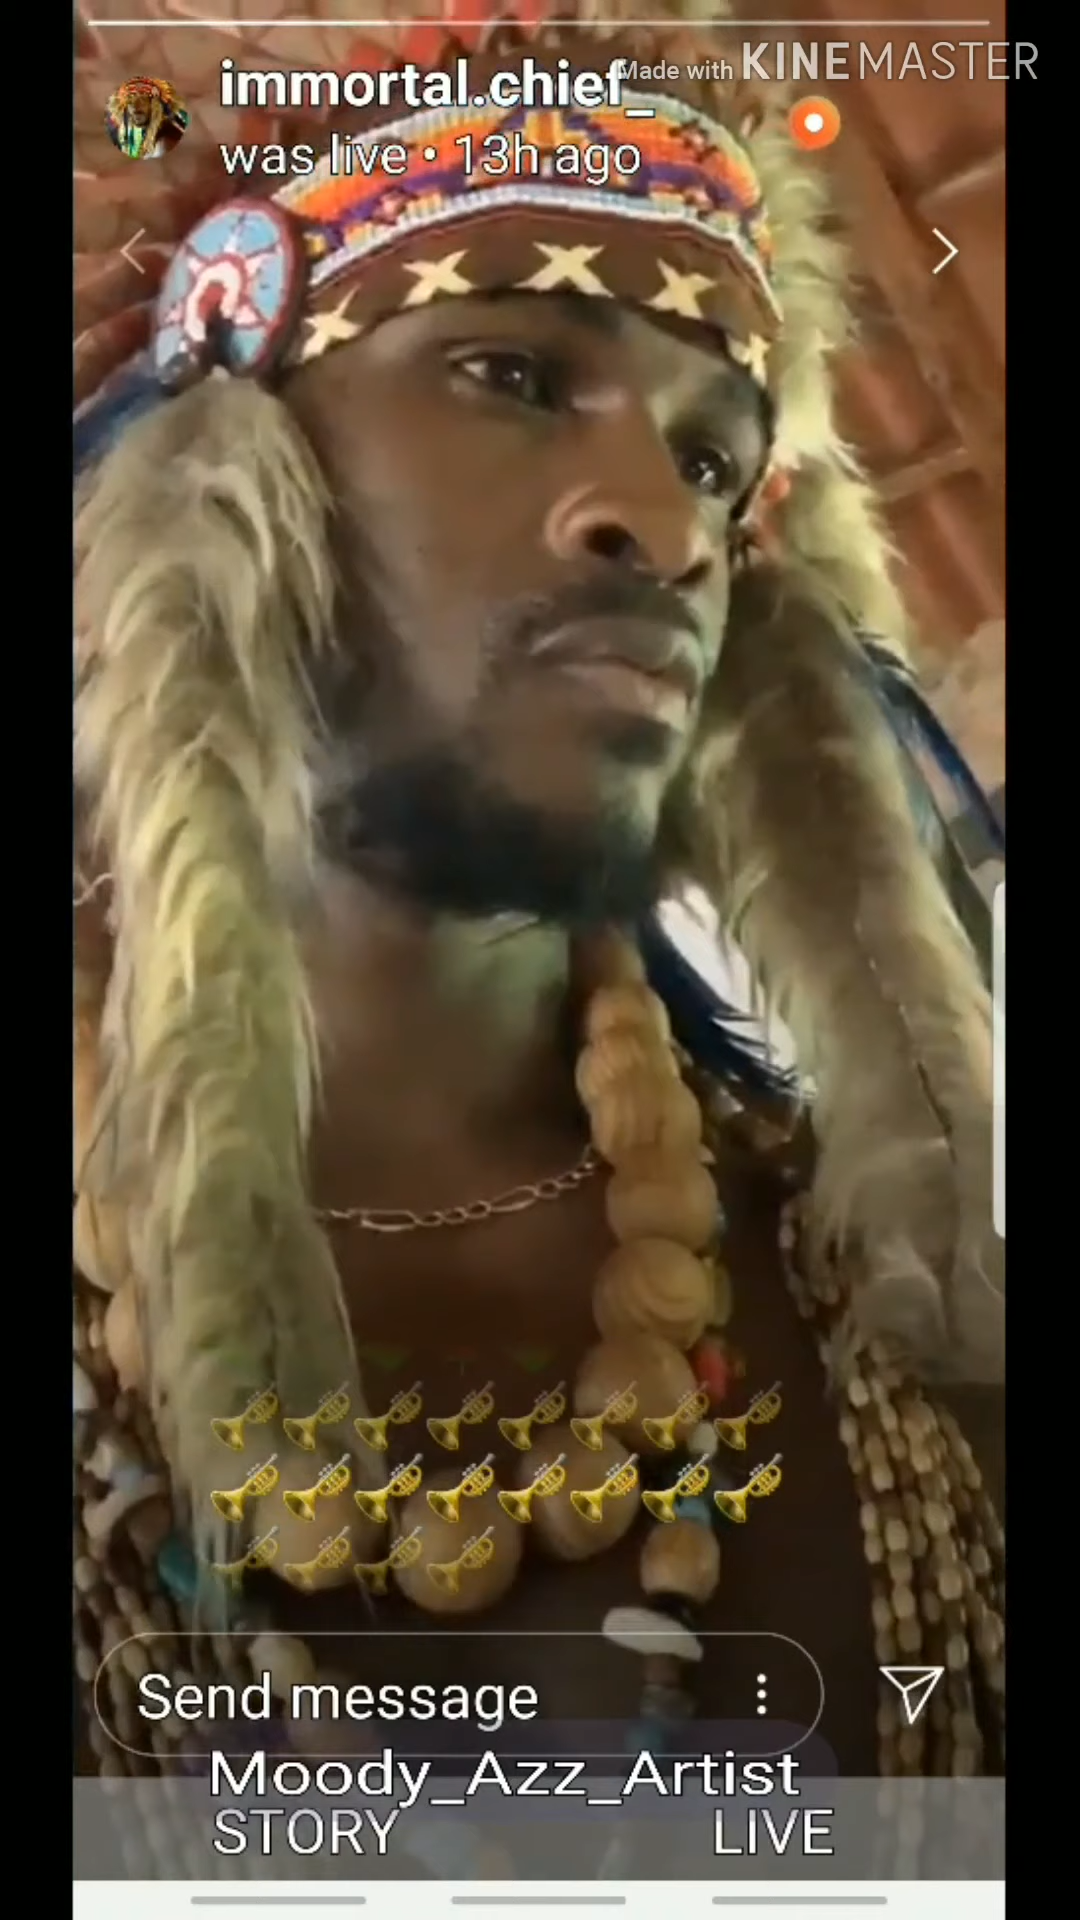 Made with KINEMASTER
immortal.chief_
was live • 13h ago
Send message
Moody_Azz_Artist
STORY LIVE